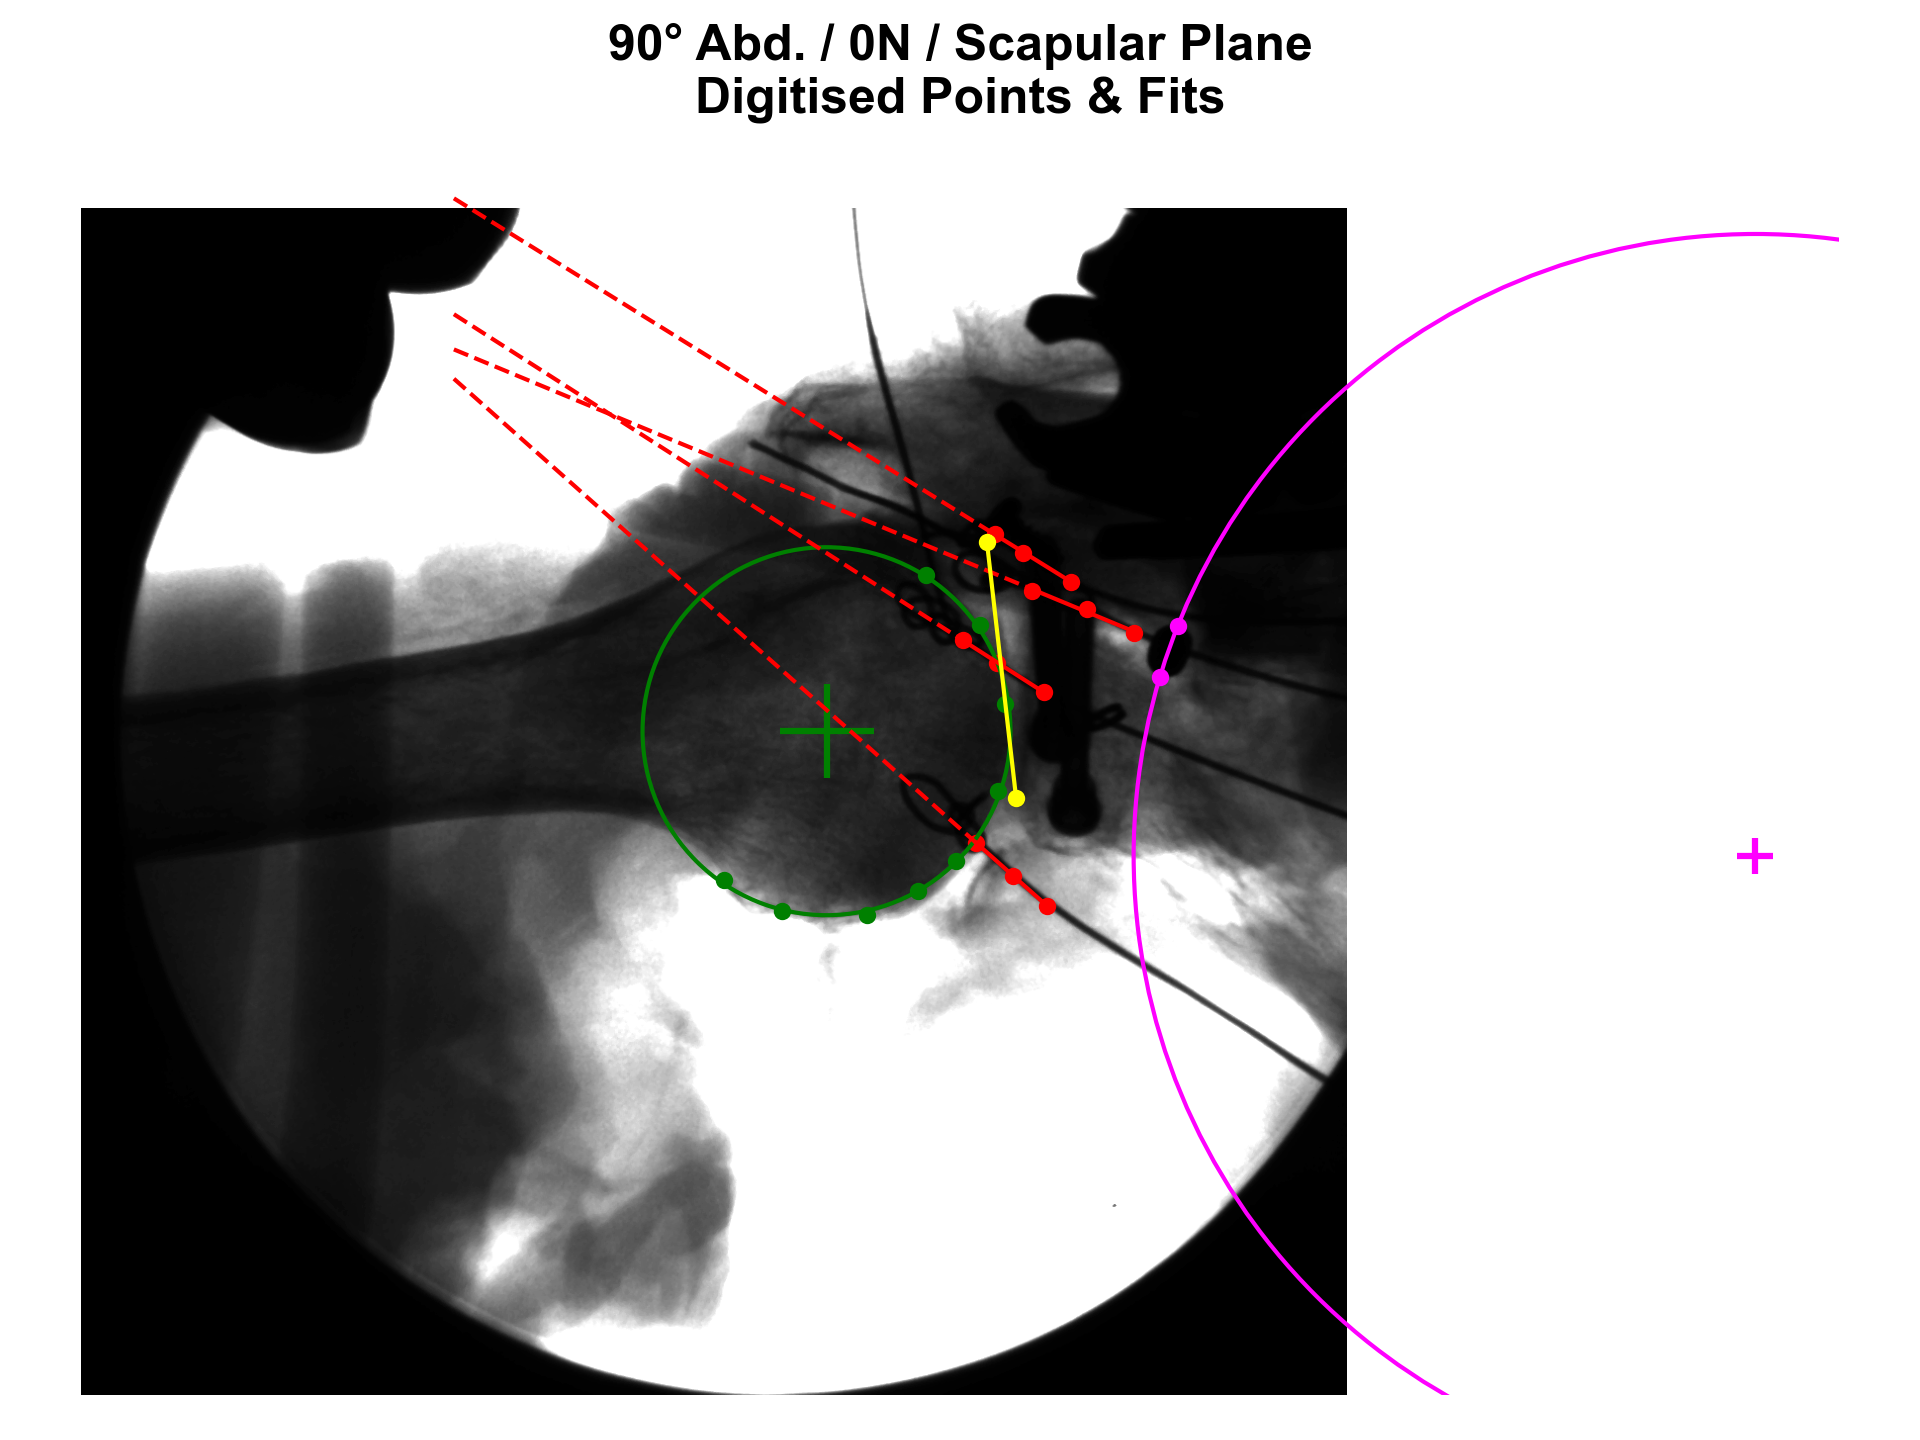 90° Abd. / 0N / Scapular Plane
Digitised Points & Fits